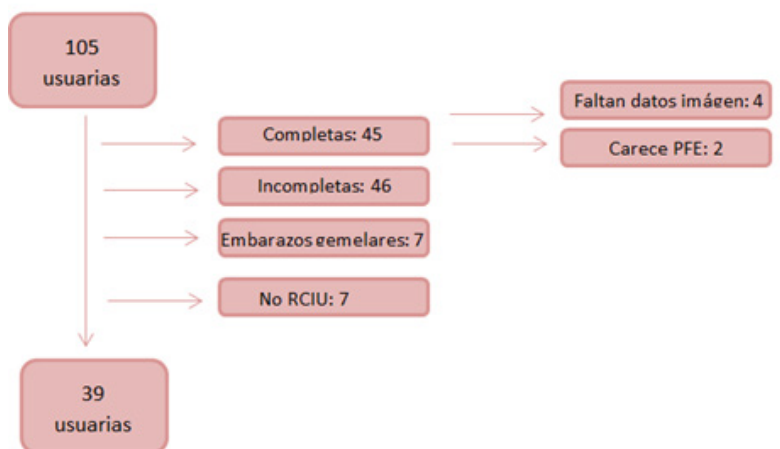 105
usuarias
Completas: 45
Faltan datos imágen: 4
Carece PFE: 2
Incompletas: 46
Embarazos gemelares: 7
No RCIU: 7
39
usuarias